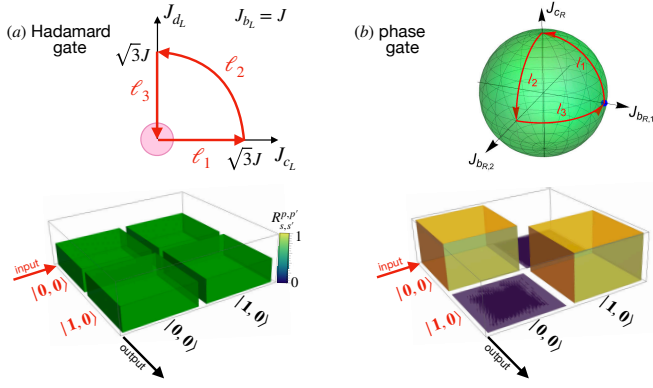 (a) Hadamard gate
J_{d_L}
J_{b_L} = J
√3J
ℓ_2
ℓ_3
ℓ_1
√3J
J_{c_L}
R^{p,p′}_{s,s′}
1
0
input
|0,0⟩
|1,0⟩
|0,0⟩
|1,0⟩
output
(b) phase gate
J_{c_R}
l_1
l_2
l_3
J_{b_{R,1}}
J_{b_{R,2}}
input
|0,0⟩
|1,0⟩
|0,0⟩
|1,0⟩
output